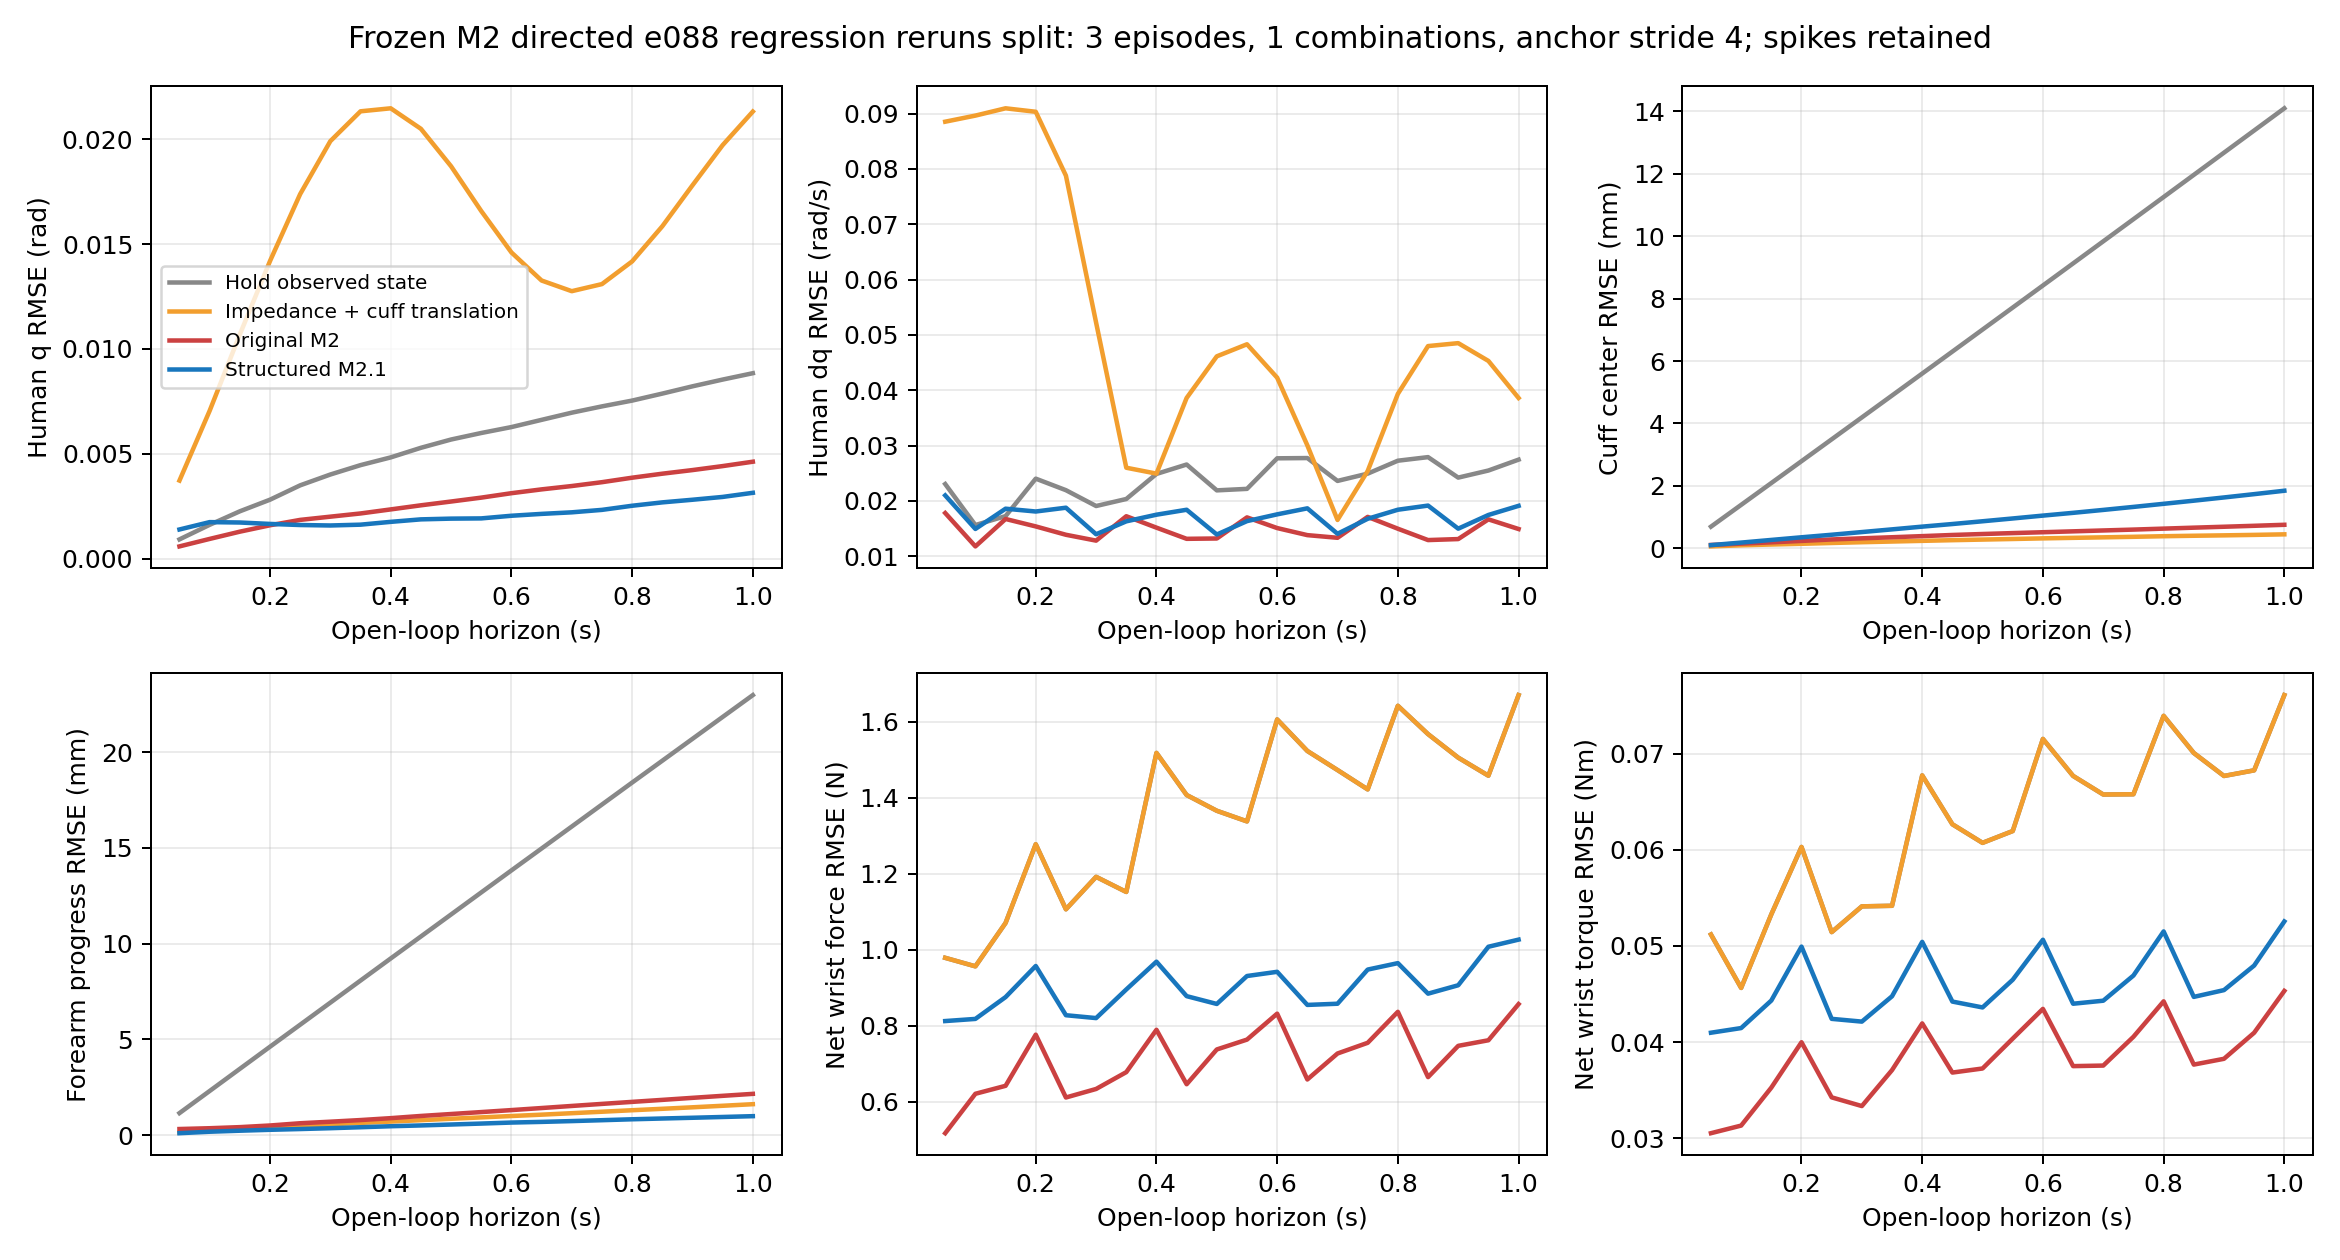 Frozen M2 directed e088 regression reruns split: 3 episodes, 1 combinations, anchor stride 4; spikes retained
Human q RMSE (rad)
0.020
0.015
0.010
0.005
0.000
Hold observed state
Impedance + cuff translation
Original M2
Structured M2.1
0.2 0.4 0.6 0.8 1.0
Open-loop horizon (s)
Human dq RMSE (rad/s)
0.09
0.08
0.07
0.06
0.05
0.04
0.03
0.02
0.01
0.2 0.4 0.6 0.8 1.0
Open-loop horizon (s)
Cuff center RMSE (mm)
14
12
10
8
6
4
2
0
0.2 0.4 0.6 0.8 1.0
Open-loop horizon (s)
Forearm progress RMSE (mm)
20
15
10
5
0
0.2 0.4 0.6 0.8 1.0
Open-loop horizon (s)
Net wrist force RMSE (N)
1.6
1.4
1.2
1.0
0.8
0.6
0.2 0.4 0.6 0.8 1.0
Open-loop horizon (s)
Net wrist torque RMSE (Nm)
0.07
0.06
0.05
0.04
0.03
0.2 0.4 0.6 0.8 1.0
Open-loop horizon (s)